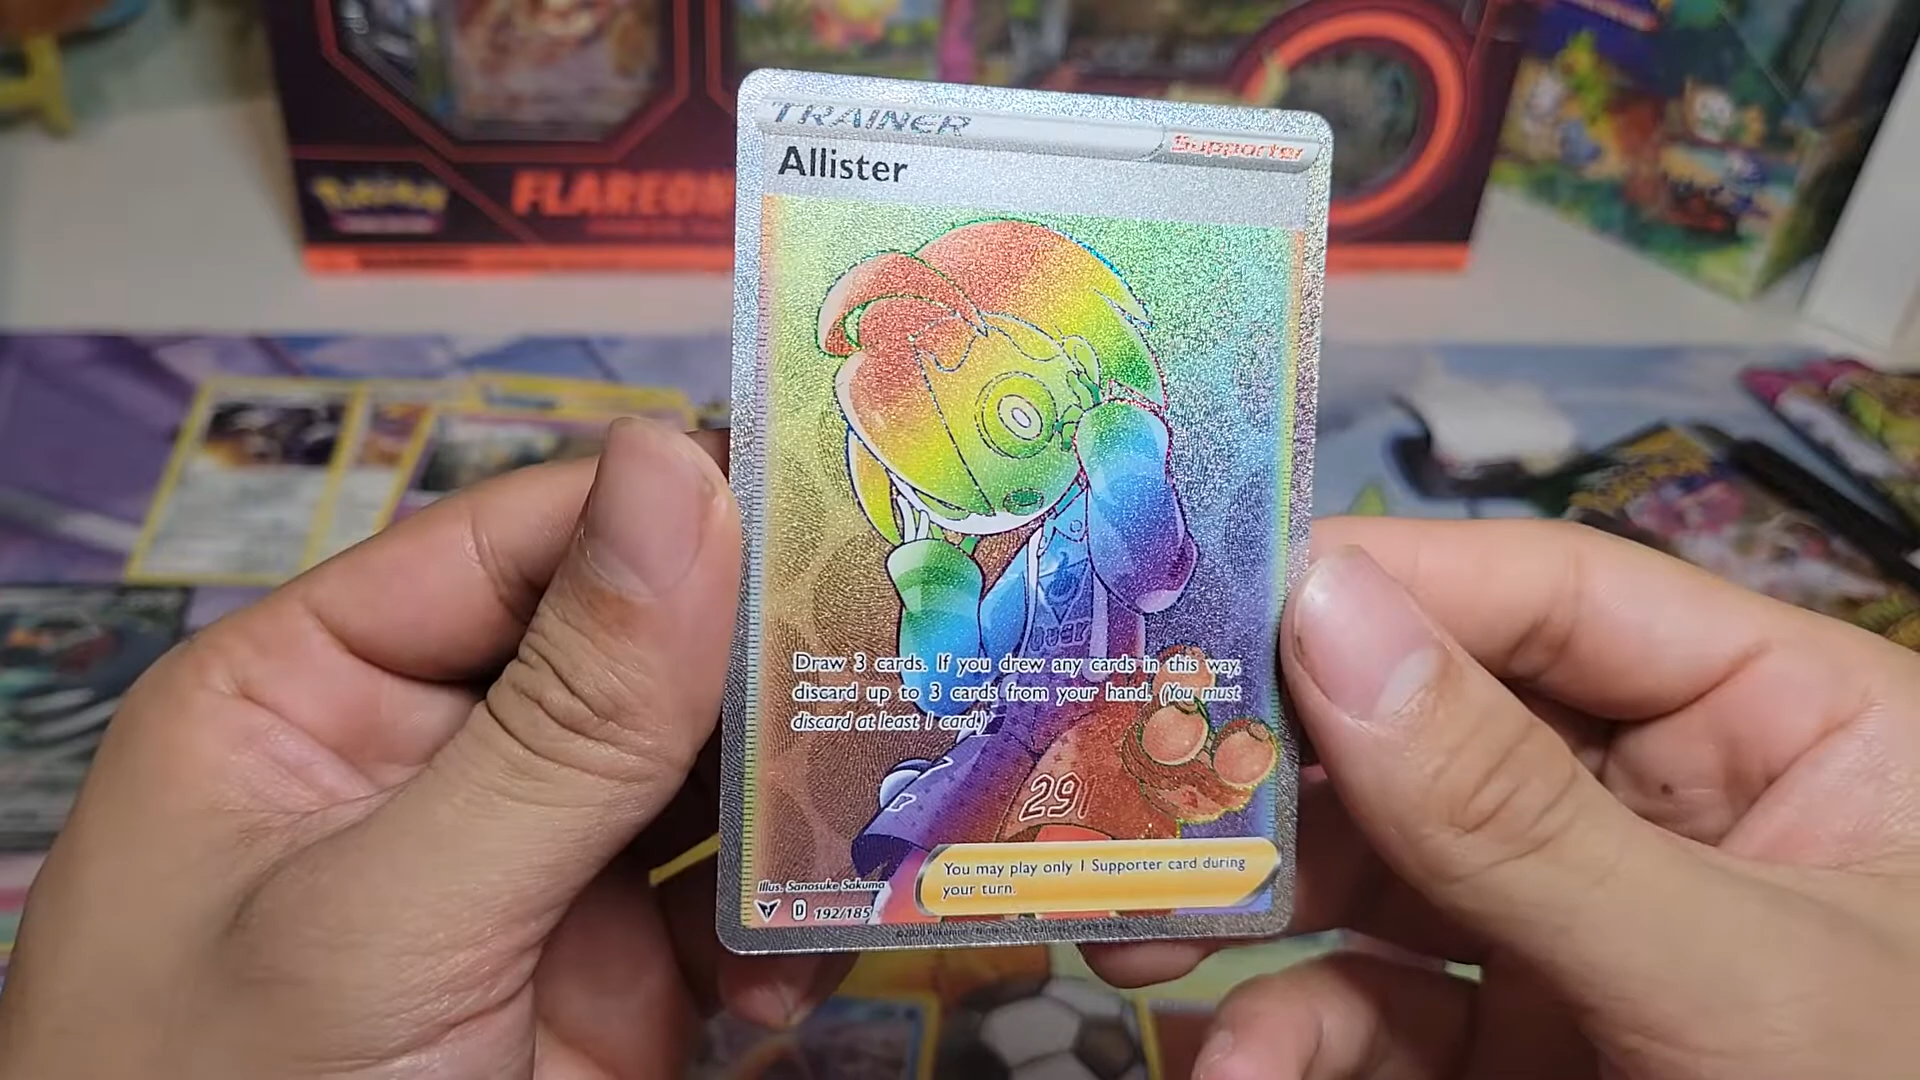 Pokémon
FLAREON
TRAINER
Supporter
Allister
Draw 3 cards. If you drew any cards in this way,
discard up to 3 cards from your hand. (You must
discard at least 1 card.)
291
You may play only 1 Supporter card during
your turn.
Illus. Sanosuke Sakuma
D 192/185